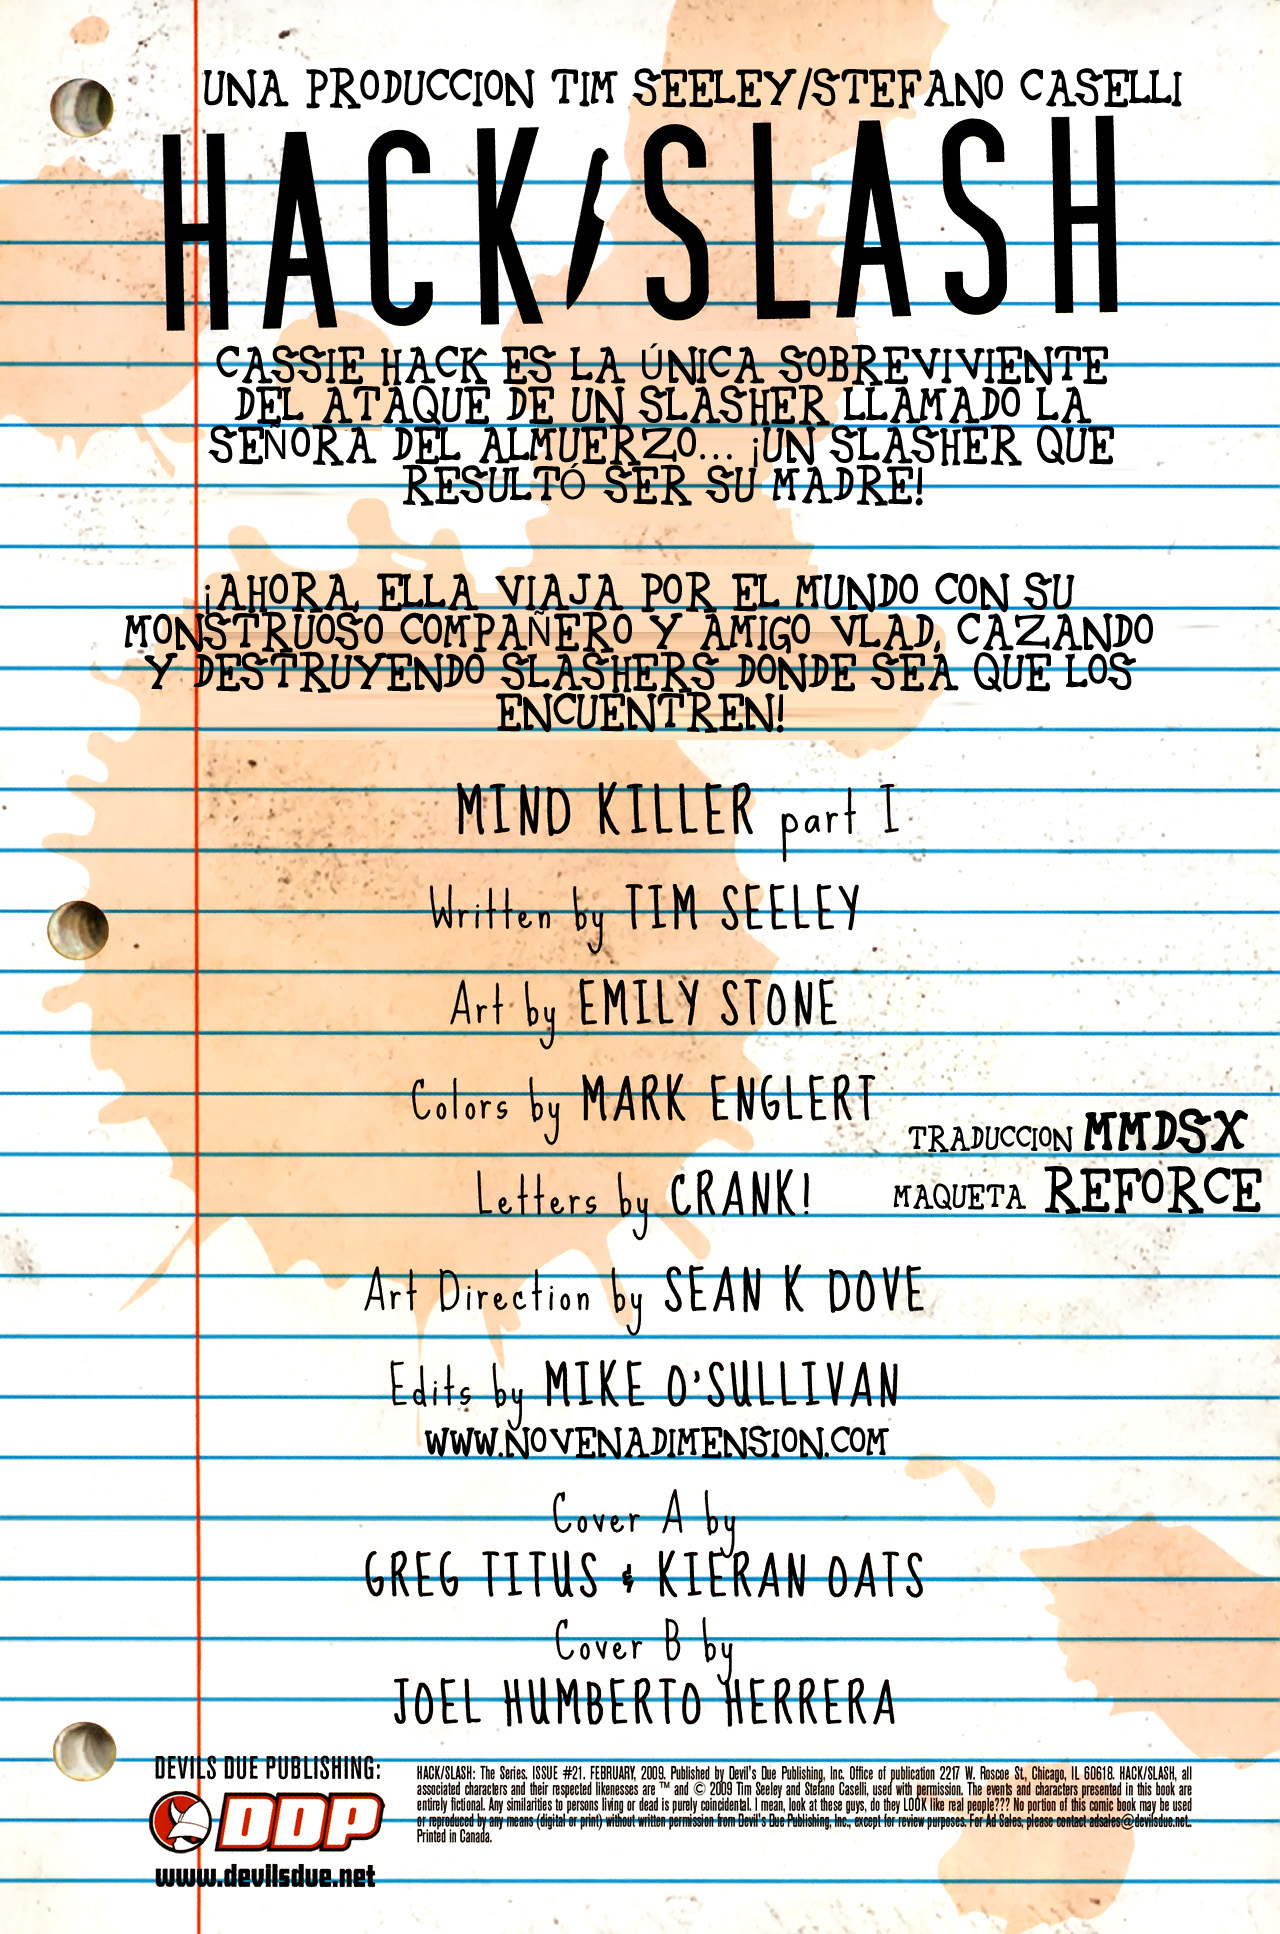 UNA PRODUCCION TIM SEELEY/STEFANO CASELLI
HACK/SLASH
CASSIE HACK ES LA ÚNICA SOBREVIVIENTE
DEL ATAQUE DE UN SLASHER LLAMADO LA
SEÑORA DEL ALMUERZO... ¡UN SLASHER QUE
RESULTÓ SER SU MADRE!
¡AHORA, ELLA VIAJA POR EL MUNDO CON SU
MONSTRUOSO COMPAÑERO Y AMIGO VLAD, CAZANDO
Y DESTRUYENDO SLASHERS DONDE SEA QUE LOS
ENCUENTREN!
MIND KILLER part I
Written by TIM SEELEY
Art by EMILY STONE
Colors by MARK ENGLERT
TRADUCCION MMDSX
Letters by CRANK!
MAQUETA REFORCE
Art Direction by SEAN K DOVE
Edits by MIKE O'SULLIVAN
WWW.NOVENADIMENSION.COM
Cover A by
GREG TITUS & KIERAN OATS
Cover B by
JOEL HUMBERTO HERRERA
DEVILS DUE PUBLISHING:
DDP
www.devilsdue.net
HACK/SLASH: The Series. ISSUE #21. FEBRUARY, 2009. Published by Devil's Due Publishing, Inc. Office of publication 2217 W. Roscoe St., Chicago, IL 60618. HACK/SLASH, all
associated characters and their respected likenesses are ™ and © 2009 Tim Seeley and Stefano Caselli, used with permission. The events and characters presented in this book are
entirely fictional. Any similarities to persons living or dead is purely coincidental. I mean, look at these guys, do they LOOK like real people??? No portion of this comic book may be used
or reproduced by any means (digital or print) without written permission from Devil's Due Publishing, Inc., except for review purposes. For Ad Sales, please contact adsales@devilsdue.net.
Printed in Canada.